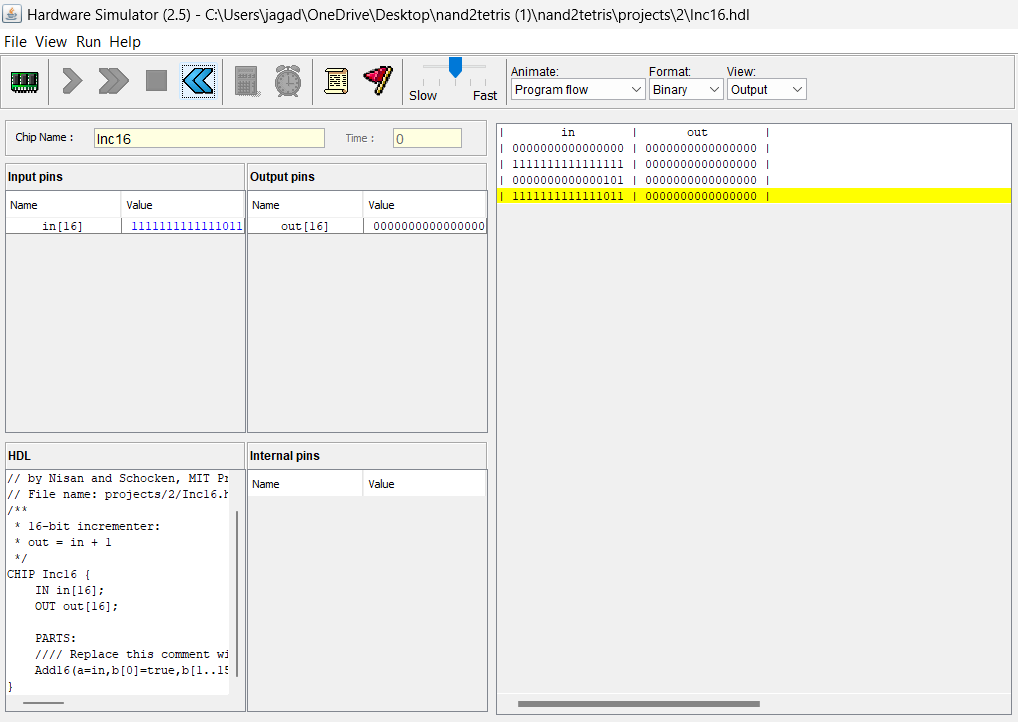 Hardware Simulator (2.5) - C:\Users\jagad\OneDrive\Desktop\nand2tetris (1)\nand2tetris\projects\2\Inc16.hdl
File View Run Help
Slow Fast
Animate: Format: View:
Program flow Binary Output
Chip Name : Inc16 Time : 0
Input pins Output pins
Name Value Name Value
in[16] 1111111111111011 out[16] 0000000000000000
| in | out |
| 0000000000000000 | 0000000000000000 |
| 1111111111111111 | 0000000000000000 |
| 0000000000000101 | 0000000000000000 |
| 1111111111111011 | 0000000000000000 |
HDL
// by Nisan and Schocken, MIT Pr
// File name: projects/2/Inc16.h
/**
* 16-bit incrementer:
* out = in + 1
*/
CHIP Inc16 {
IN in[16];
OUT out[16];
PARTS:
//// Replace this comment wi
Add16(a=in,b[0]=true,b[1..15
}
Internal pins
Name Value